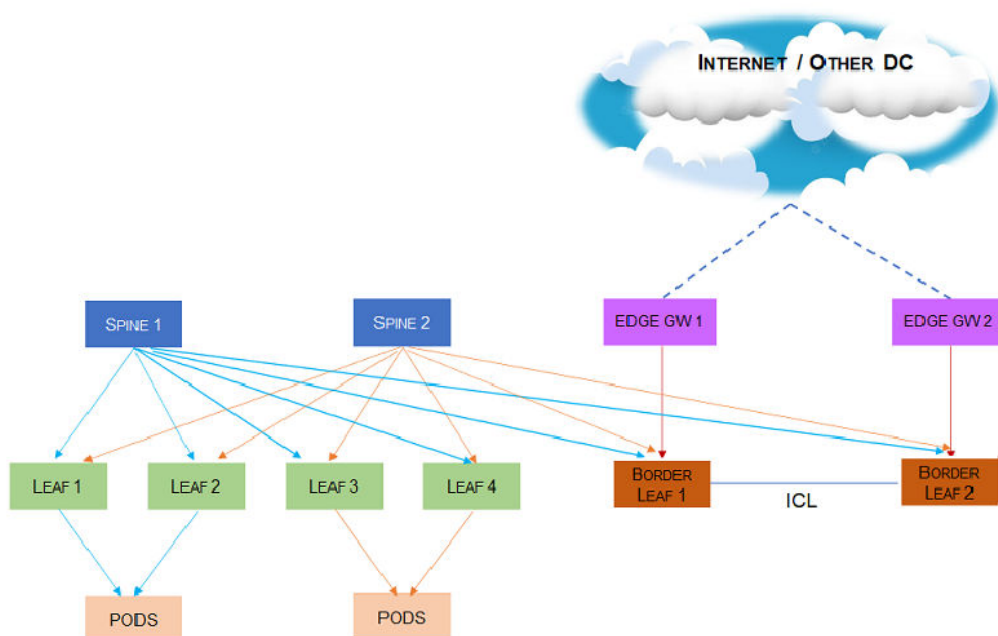 INTERNET / OTHER DC
SPINE 1
SPINE 2
EDGE GW 1
EDGE GW 2
LEAF 1
LEAF 2
LEAF 3
LEAF 4
BORDER
LEAF 1
BORDER
LEAF 2
ICL
PODS
PODS